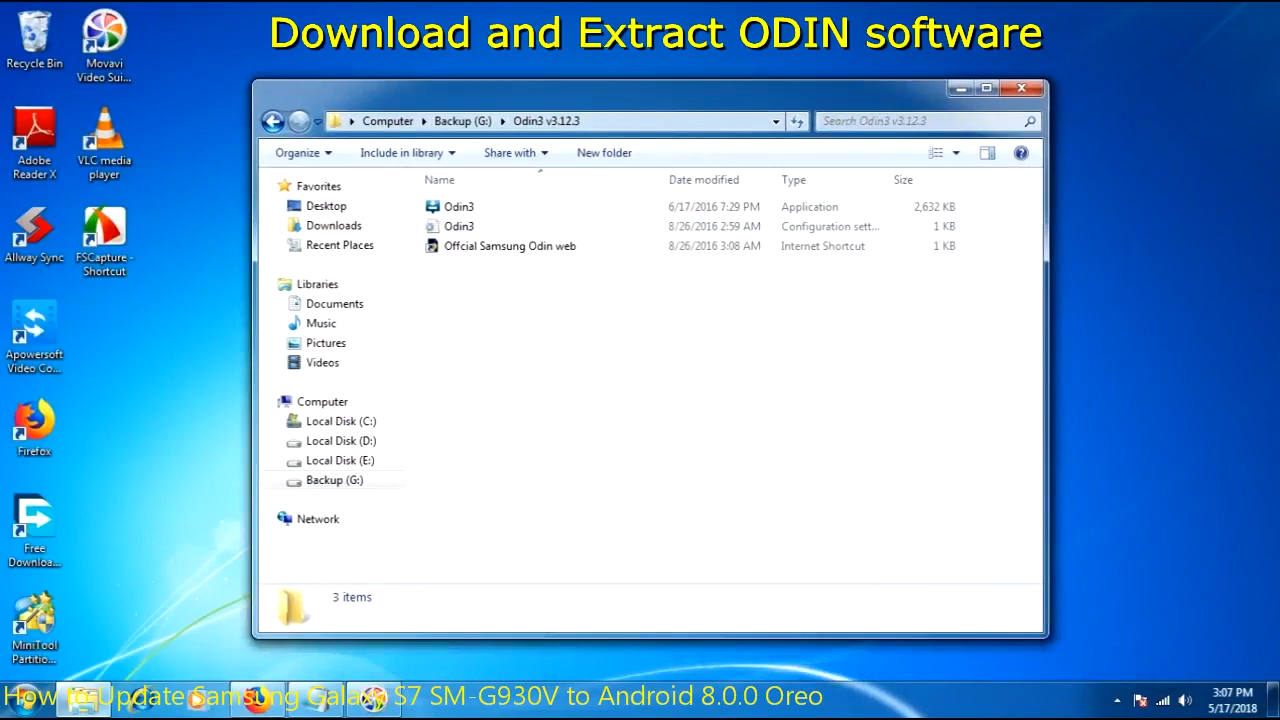 Download and Extract ODIN software
Recycle Bin
Movavi
Video Sui...
Adobe
Reader X
VLC media
player
Allway Sync
FSCapture -
Shortcut
Apowersoft
Video Co...
Firefox
Free
Downloa...
MiniTool
Partitio...
Computer
Backup (G:)
Odin3 v3.12.3
Search Odin3 v3.12.3
Organize
Include in library
Share with
New folder
Favorites
Desktop
Downloads
Recent Places
Libraries
Documents
Music
Pictures
Videos
Computer
Local Disk (C:)
Local Disk (D:)
Local Disk (E:)
Backup (G:)
Network
Name Date modified Type Size
Odin3 6/17/2016 7:29 PM Application 2,632 KB
Odin3 8/26/2016 2:59 AM Configuration sett... 1 KB
Offcial Samsung Odin web 8/26/2016 3:08 AM Internet Shortcut 1 KB
3 items
How to Update Samsung Galaxy S7 SM-G930V to Android 8.0.0 Oreo
3:07 PM
5/17/2018